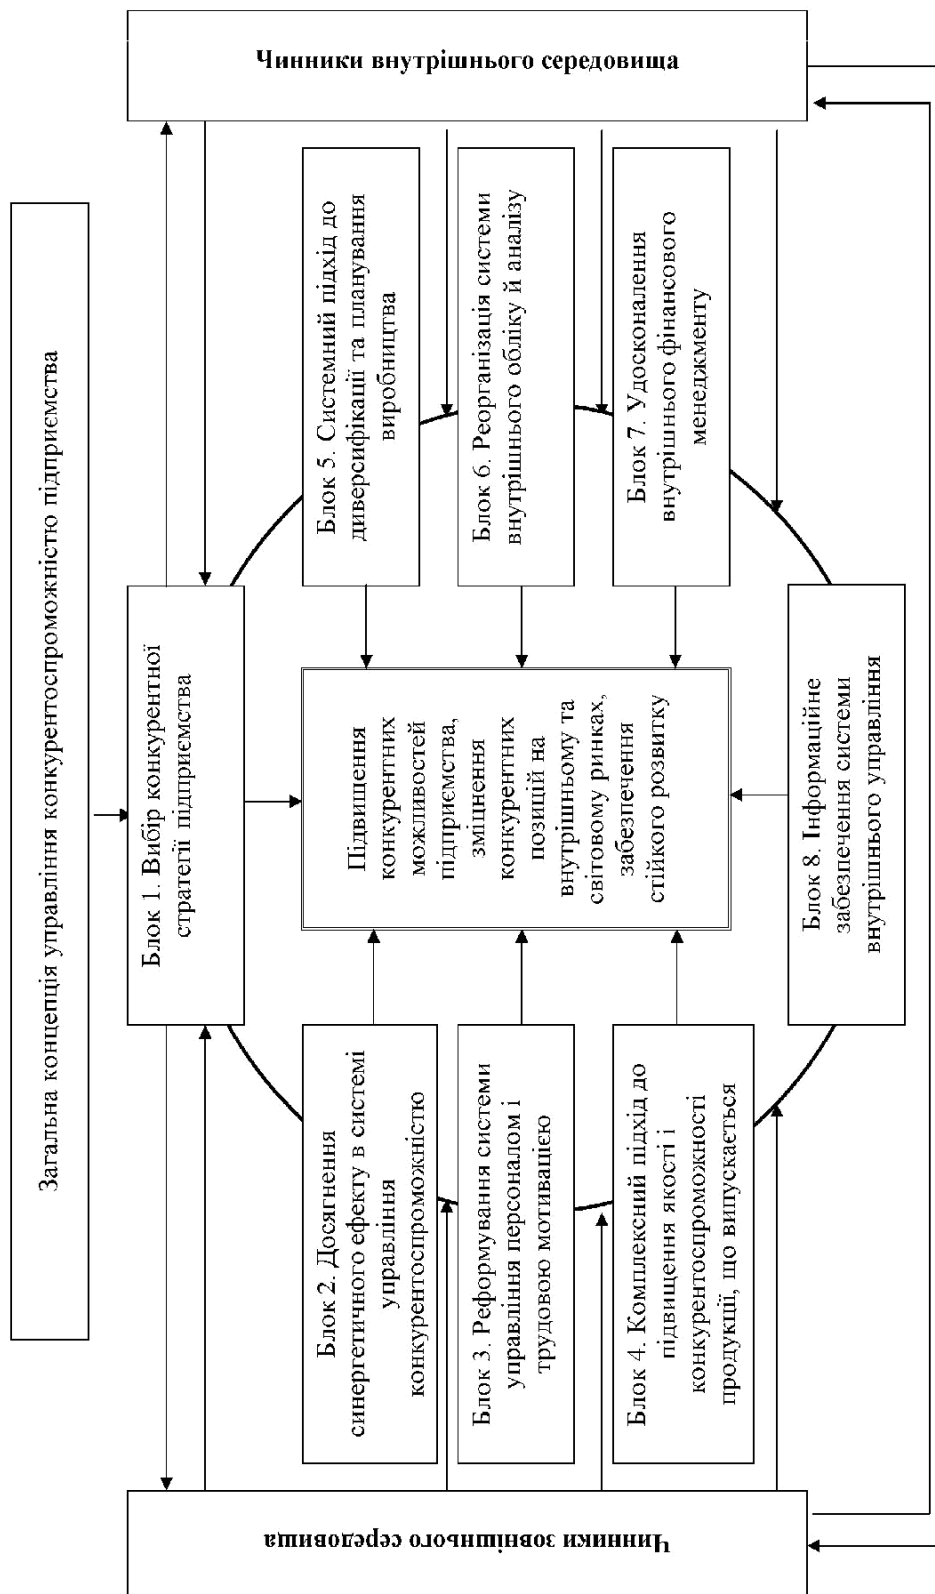 Загальна концепція управління конкурентоспроможністю підприємства
Чинники зовнішнього середовища
Блок 1. Вибір конкурентної
стратегії підприємства
Чинники внутрішнього середовища
Блок 2. Досягнення
синергетичного ефекту в системі
управління
конкурентоспроможністю
Блок 3. Реформування системи
управління персоналом і
трудовою мотивацією
Блок 4. Комплексний підхід до
підвищення якості і
конкурентоспроможності
продукції, що випускається
Підвищення
конкурентних
можливостей
підприємства,
зміцнення
конкурентних
позицій на
внутрішньому та
світовому ринках,
забезпечення
стійкого розвитку
Блок 5. Системний підхід до
диверсифікації та планування
виробництва
Блок 6. Реорганізація системи
внутрішнього обліку й аналізу
Блок 7. Удосконалення
внутрішнього фінансового
менеджменту
Блок 8. Інформаційне
забезпечення системи
внутрішнього управління